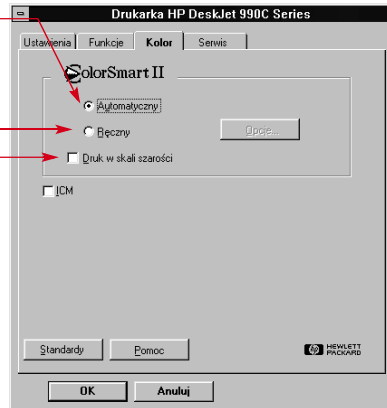 Drukarka HP DeskJet 990C Series
Ustawienia Funkcje Kolor Serwis
ColorSmart II
Automatyczny
Ręczny
Opcje...
Druk w skali szarości
ICM
Standardy Pomoc
HEWLETT
PACKARD
OK Anuluj